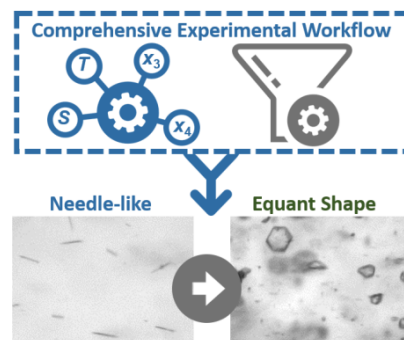 Comprehensive Experimental Workflow
T
x3
S
x4
Needle-like
Equant Shape